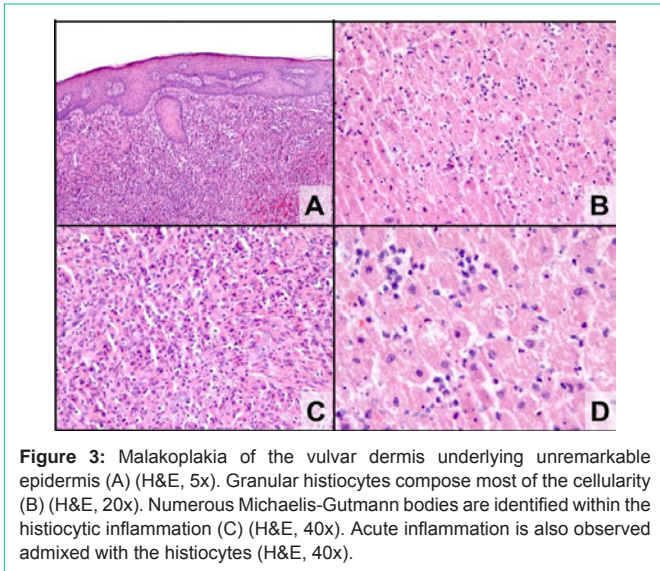 A
B
C
D
Figure 3: Malakoplakia of the vulvar dermis underlying unremarkable
epidermis (A) (H&E, 5x). Granular histiocytes compose most of the cellularity
(B) (H&E, 20x). Numerous Michaelis-Gutmann bodies are identified within the
histiocytic inflammation (C) (H&E, 40x). Acute inflammation is also observed
admixed with the histiocytes (H&E, 40x).